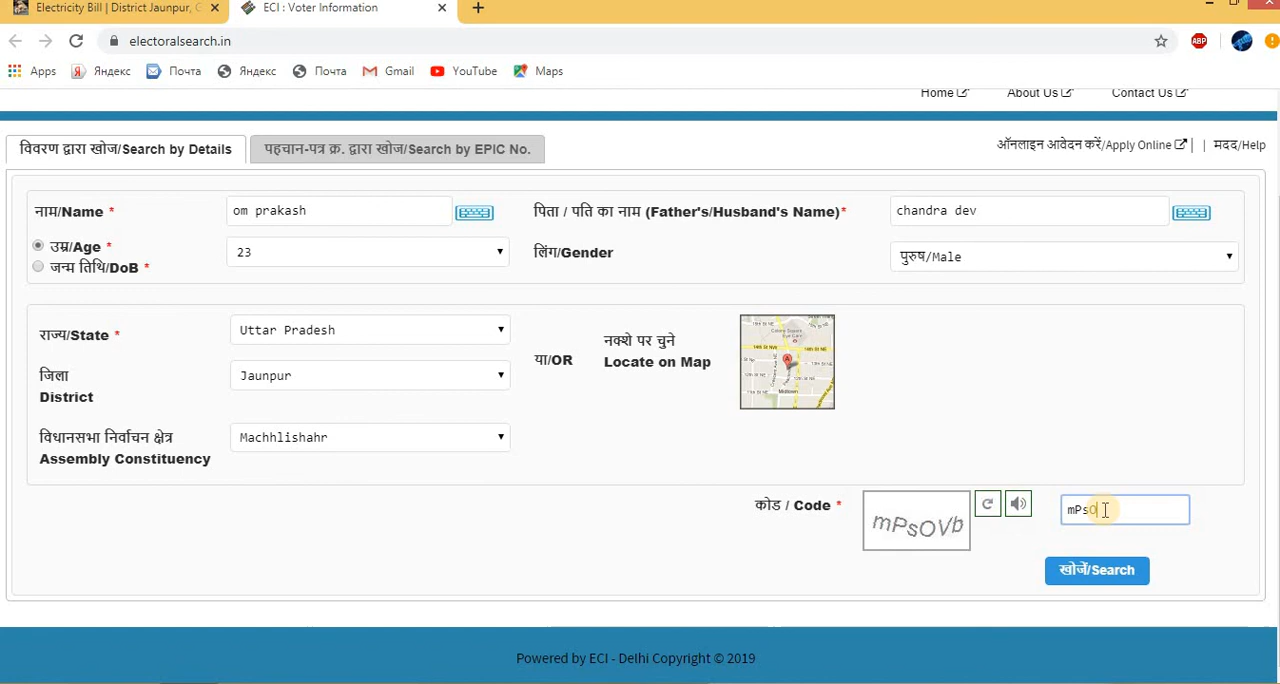 Electricity Bill | District Jaunpur,
ECI : Voter Information
electoralsearch.in
ABP
Apps
Яндекс
Почта
Яндекс
Почта
Gmail
YouTube
Maps
Home
About Us
Contact Us
विवरण द्वारा खोज/Search by Details
पहचान-पत्र क्र. द्वारा खोज/Search by EPIC No.
ऑनलाइन आवेदन करें/Apply Online | | मदद/Help
नाम/Name *
om prakash
पिता / पति का नाम (Father's/Husband's Name)*
chandra dev
उम्र/Age *
जन्म तिथि/DoB *
23
लिंग/Gender
पुरुष/Male
राज्य/State *
Uttar Pradesh
या/OR
नक्शे पर चुने
Locate on Map
जिला
District
Jaunpur
विधानसभा निर्वाचन क्षेत्र
Assembly Constituency
Machhlishahr
कोड / Code *
mPsOVb
mPsO
खोजें/Search
Powered by ECI - Delhi Copyright © 2019